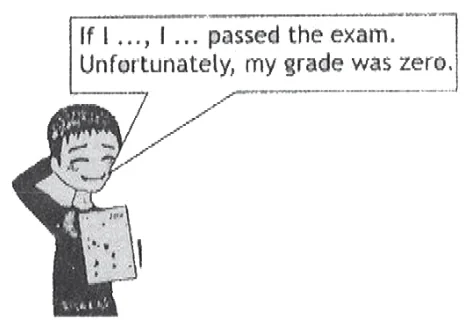 If I ..., I ... passed the exam.
Unfortunately, my grade was zero.